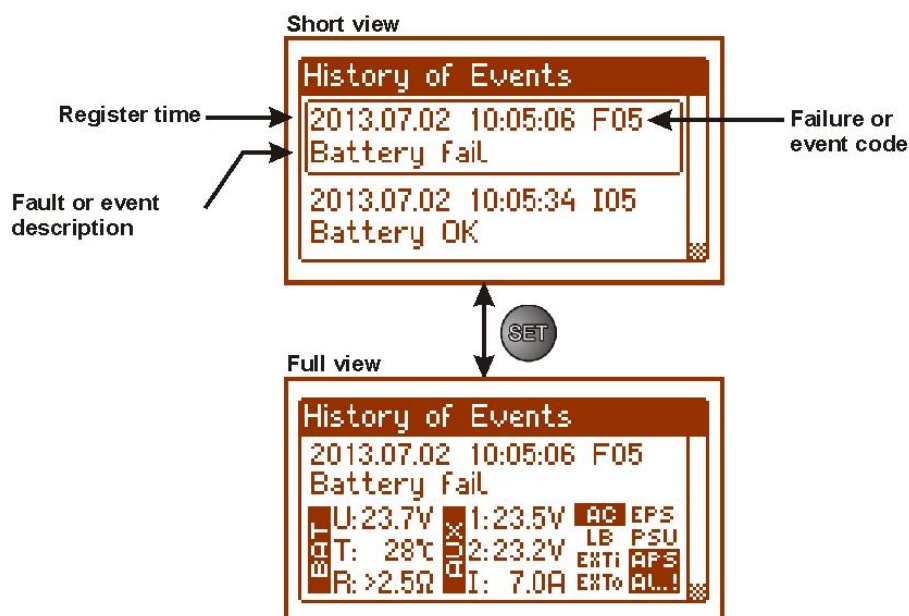 Short view
History of Events
Register time
2013.07.02 10:05:06 F05
Failure or
event code
Battery fail
Fault or event
description
2013.07.02 10:05:34 I05
Battery OK
SET
Full view
History of Events
2013.07.02 10:05:06 F05
Battery fail
BAT
U:23.7V
T: 28℃
R:>2.5Ω
AUX
1:23.5V
2:23.2V
I: 7.0A
AC EPS
LB PSU
EXTi APS
EXTo AL.!